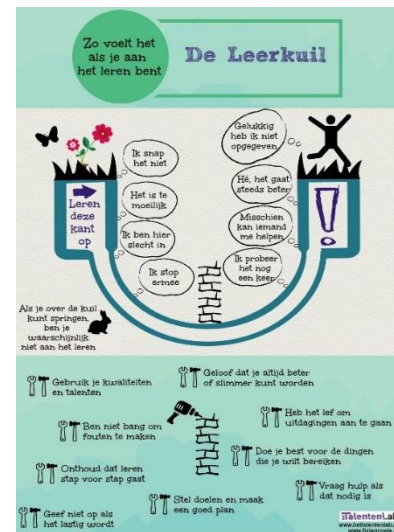 Zo voelt het
als je aan
het leren bent
De Leerkuil
Ik snap
het niet
Het is te
moeilijk
Ik ben hier
slecht in
Ik stop
ermee
Gelukkig
heb ik niet
opgegeven
Hé, het gaat
steeds beter
Misschien
kan iemand
me helpen
Ik probeer
het nog
een keer
Leren
deze
kant
op
!
Als je over de kuil
kunt springen,
ben je
waarschijnlijk
niet aan het leren
Gebruik je kwaliteiten
en talenten
Geloof dat je altijd beter
of slimmer kunt worden
Ben niet bang om
fouten te maken
Heb het lef om
uitdagingen aan te gaan
Onthoud dat leren
stap voor stap gaat
Doe je best voor de dingen
die je wilt bereiken
Geef niet op als
het lastig wordt
Stel doelen en maak
een goed plan
Vraag hulp als
dat nodig is
TalentenLab